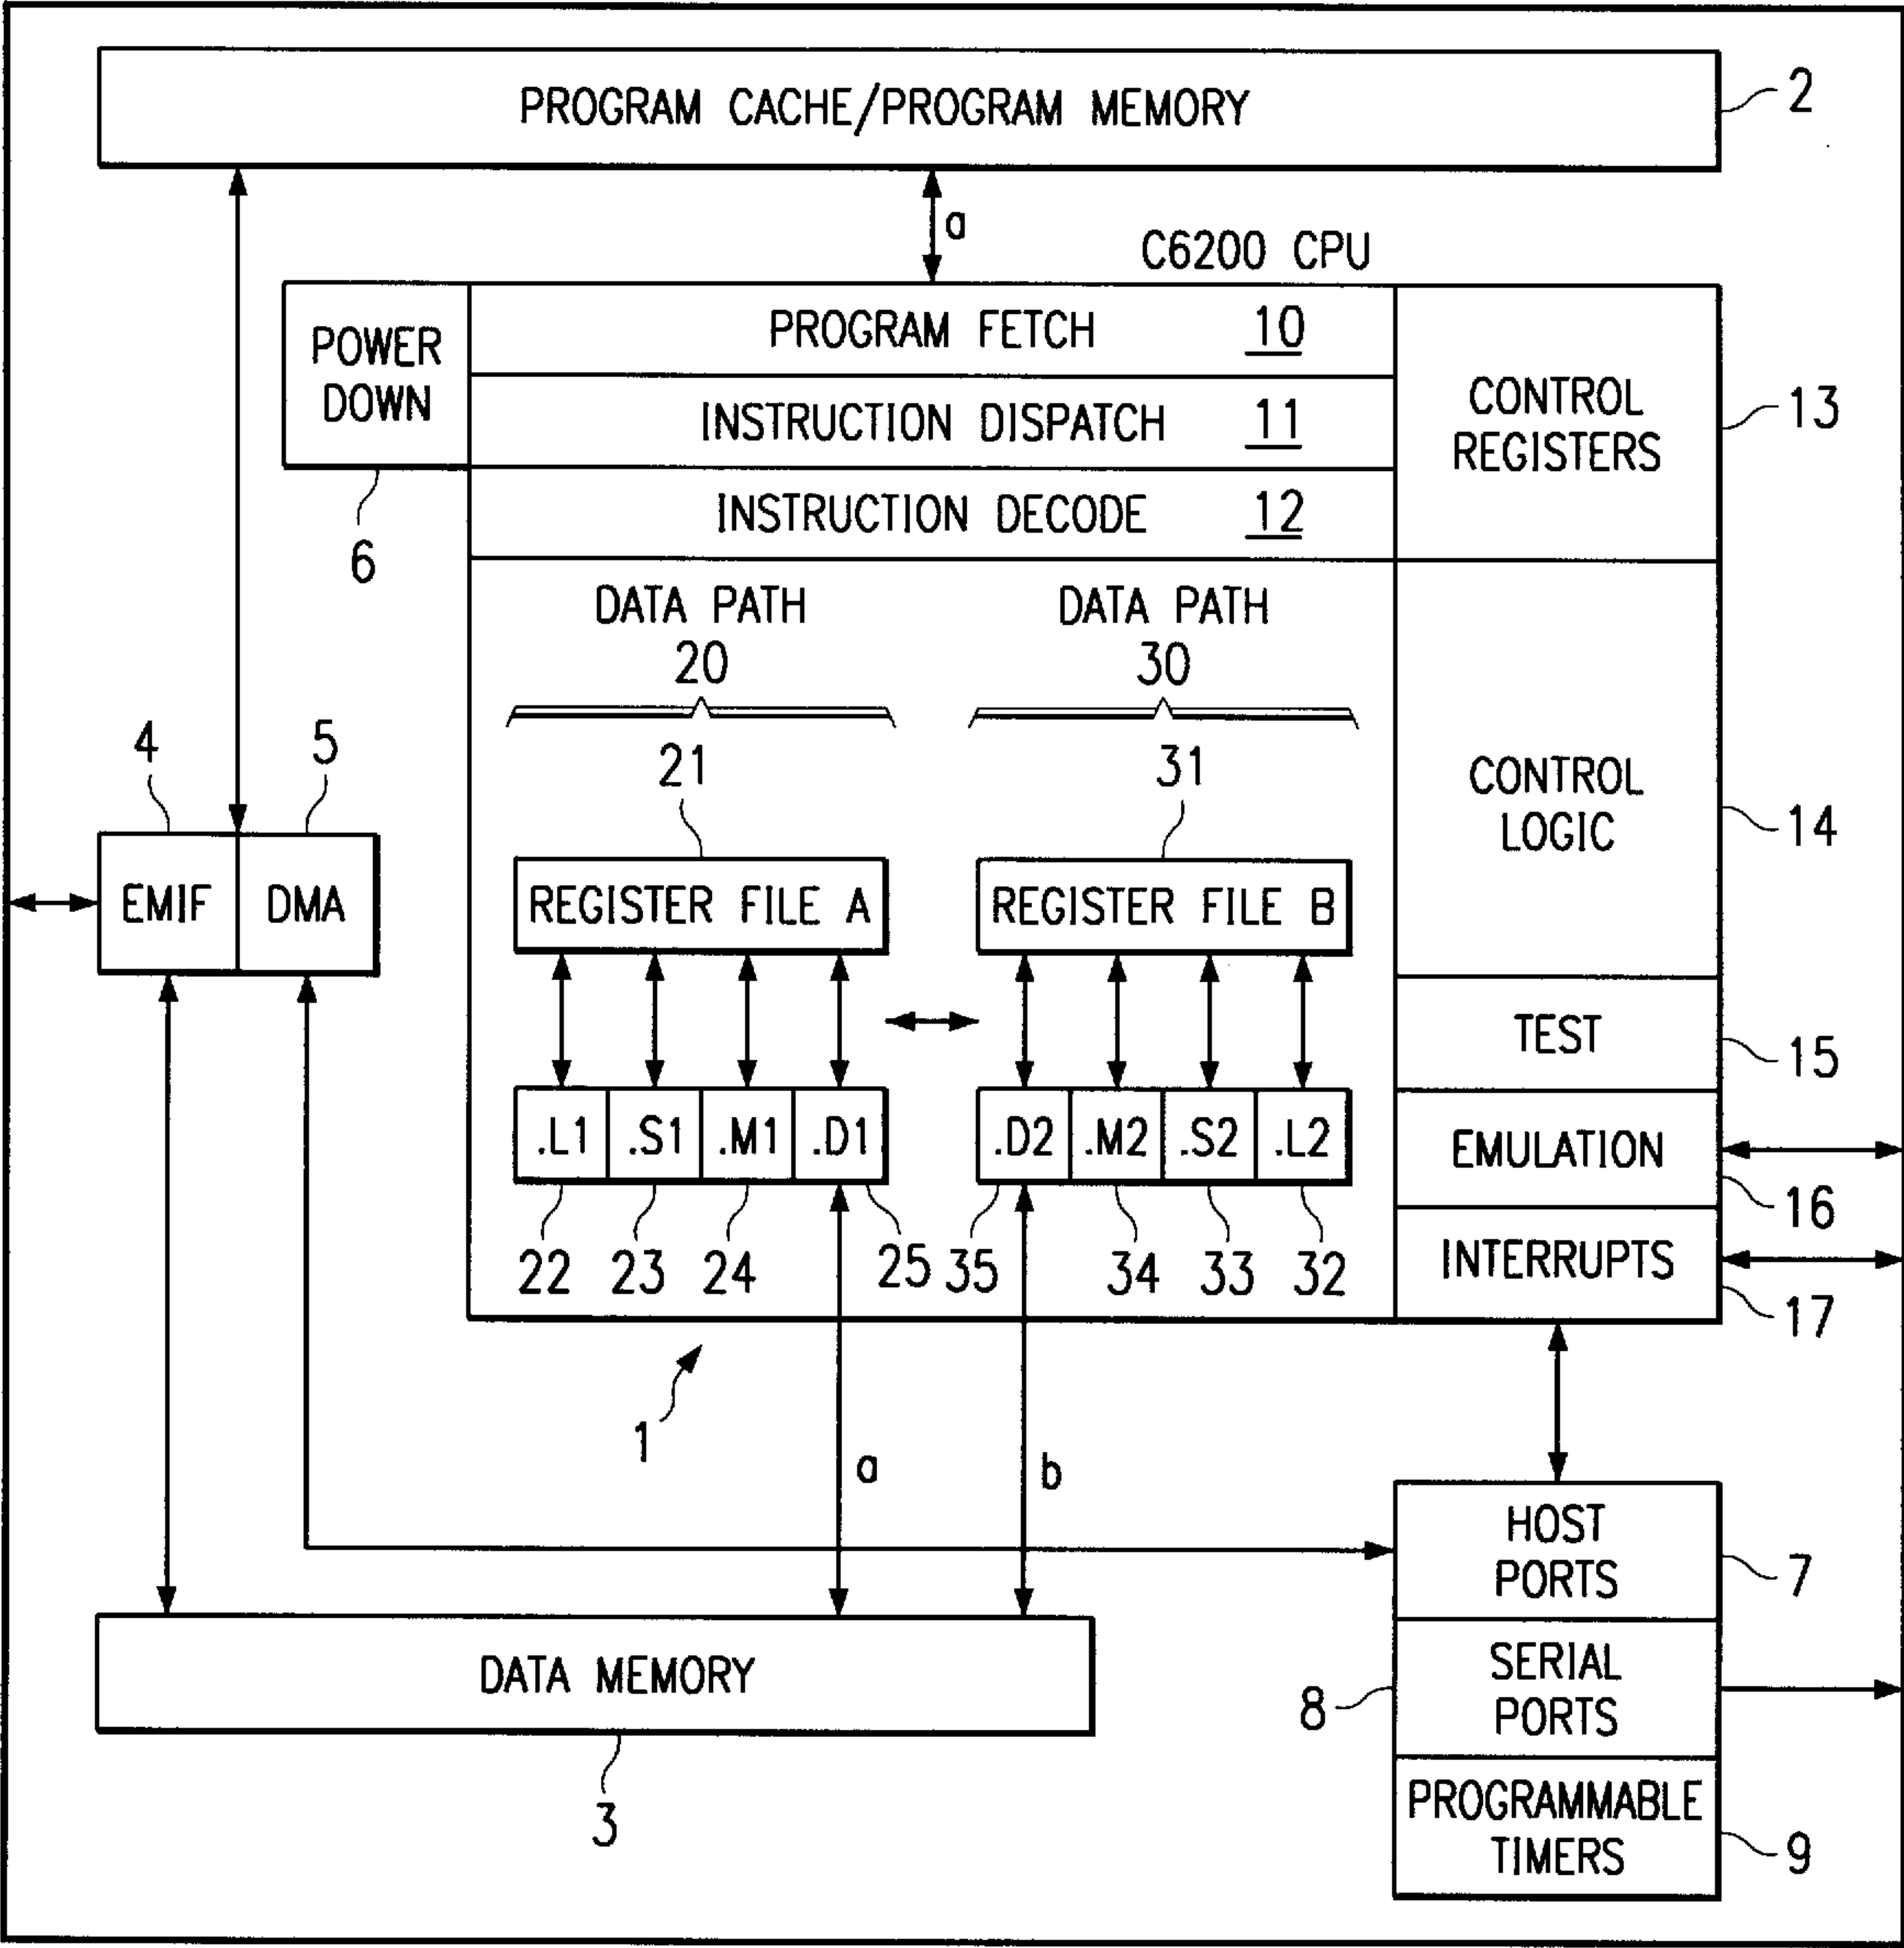 PROGRAM CACHE/PROGRAM MEMORY
2
a
C6200 CPU
POWER
DOWN
6
PROGRAM FETCH 10
INSTRUCTION DISPATCH 11
INSTRUCTION DECODE 12
CONTROL
REGISTERS
13
DATA PATH
20
DATA PATH
30
4
5
21
31
CONTROL
LOGIC
14
EMIF
DMA
REGISTER FILE A
REGISTER FILE B
TEST
15
.L1
.S1
.M1
.D1
.D2
.M2
.S2
.L2
EMULATION
16
22
23
24
25
35
34
33
32
INTERRUPTS
17
1
a
b
HOST
PORTS
7
DATA MEMORY
3
SERIAL
PORTS
8
PROGRAMMABLE
TIMERS
9